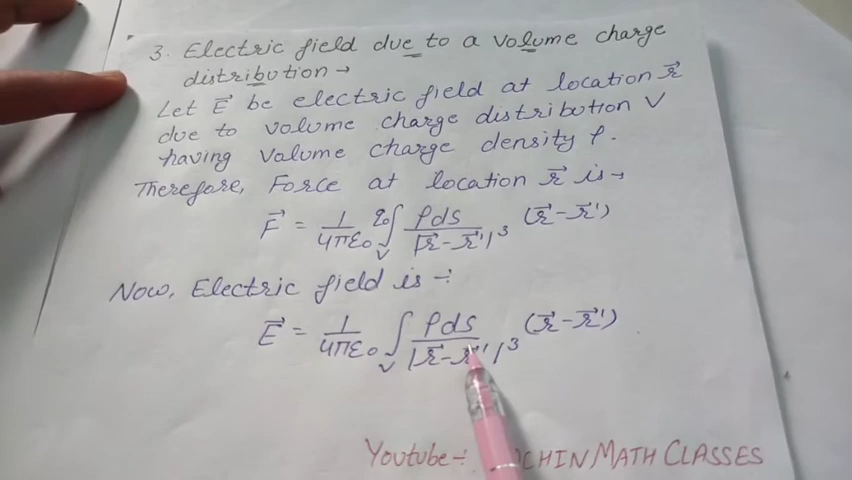 3. Electric field due to a volume charge
distribution →
Let E⃗ be electric field at location r⃗
due to volume charge distribution V
having Valume charge density ρ.
Therefore, Force at location r⃗ is→
F⃗ = 1/4πε₀ q₀∫ᵥ ρds/|r⃗-r⃗'|³ (r⃗-r⃗')
Now, Electric field is ÷
E⃗ = 1/4πε₀ ∫ᵥ ρds/|r⃗-r⃗'|³ (r⃗-r⃗')
Youtube÷ CHIN MATH CLASSES